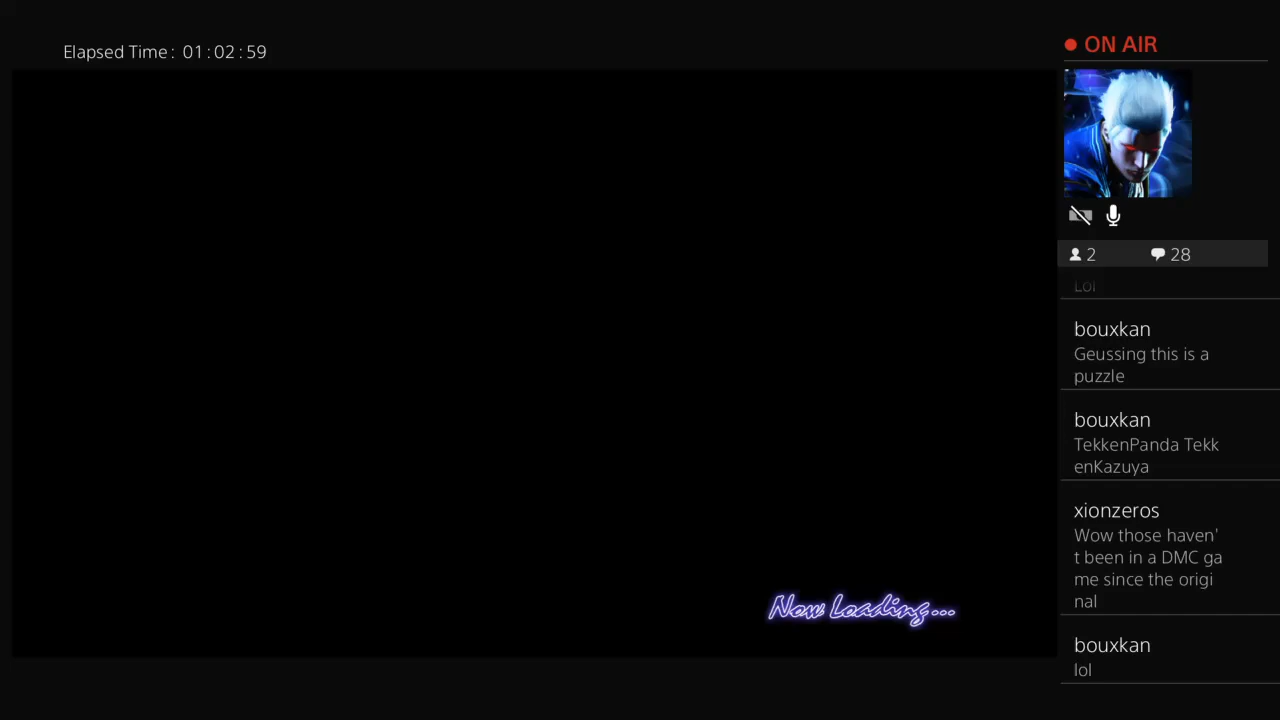 Elapsed Time: 01:02:59
ON AIR
2 28
Lol
bouxkan
Geussing this is a
puzzle
bouxkan
TekkenPanda Tekk
enKazuya
xionzeros
Wow those haven'
t been in a DMC ga
me since the origi
nal
bouxkan
lol
Now Loading...